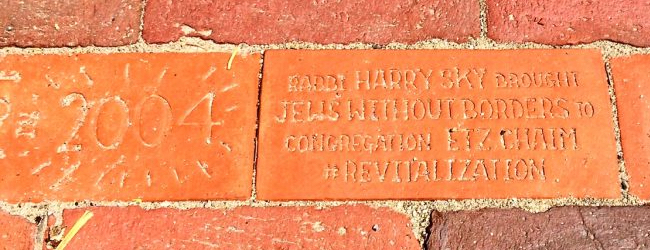 2004
RABBI HARRY SKY BROUGHT
JEWS WITHOUT BORDERS TO
CONGREGATION ETZ CHAIM
#REVITALIZATION